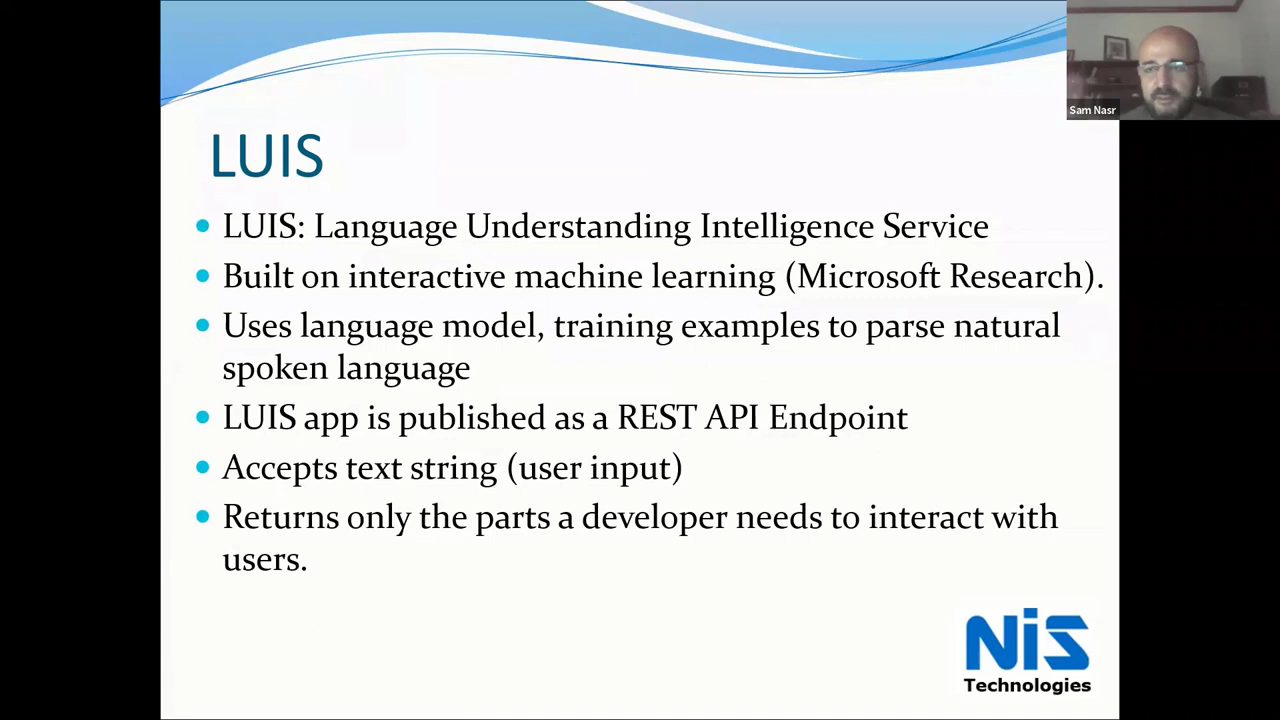 Sam Nasr
LUIS
LUIS: Language Understanding Intelligence Service
Built on interactive machine learning (Microsoft Research).
Uses language model, training examples to parse natural
spoken language
LUIS app is published as a REST API Endpoint
Accepts text string (user input)
Returns only the parts a developer needs to interact with
users.
NiS
Technologies